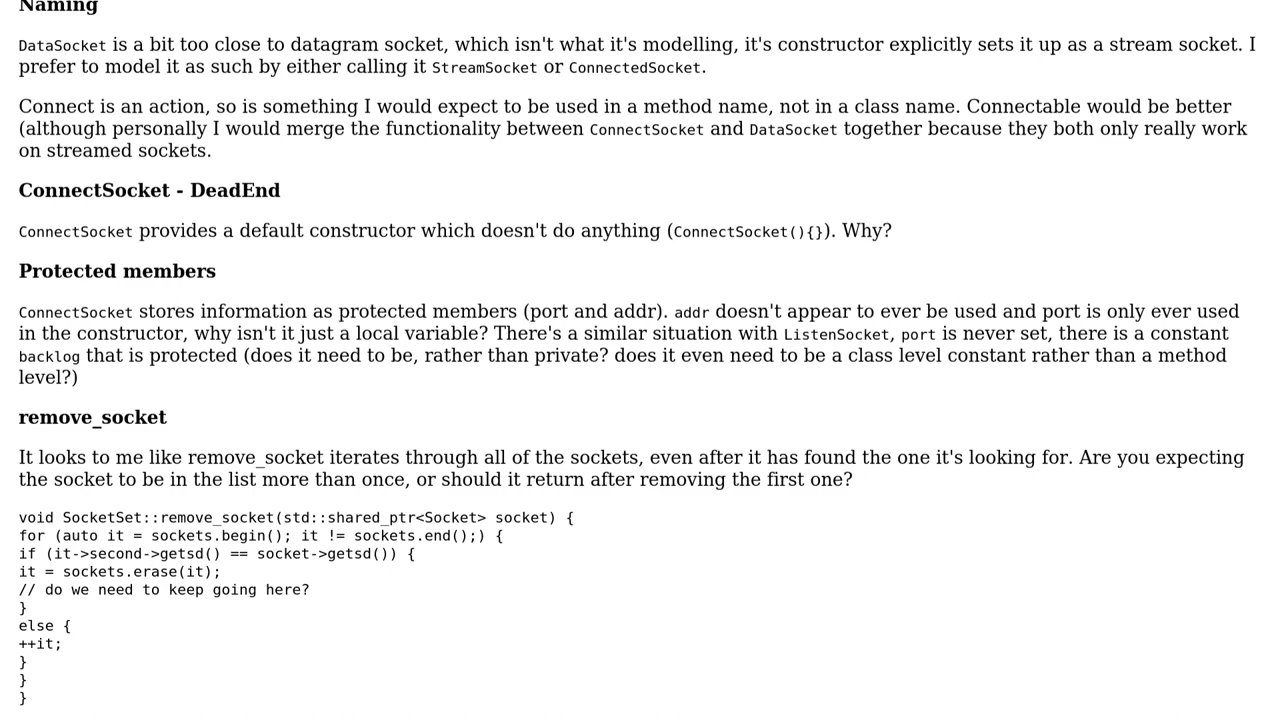 Naming
DataSocket is a bit too close to datagram socket, which isn't what it's modelling, it's constructor explicitly sets it up as a stream socket. I
prefer to model it as such by either calling it StreamSocket or ConnectedSocket.
Connect is an action, so is something I would expect to be used in a method name, not in a class name. Connectable would be better
(although personally I would merge the functionality between ConnectSocket and DataSocket together because they both only really work
on streamed sockets.
ConnectSocket - DeadEnd
ConnectSocket provides a default constructor which doesn't do anything (ConnectSocket(){}). Why?
Protected members
ConnectSocket stores information as protected members (port and addr). addr doesn't appear to ever be used and port is only ever used
in the constructor, why isn't it just a local variable? There's a similar situation with ListenSocket, port is never set, there is a constant
backlog that is protected (does it need to be, rather than private? does it even need to be a class level constant rather than a method
level?)
remove_socket
It looks to me like remove_socket iterates through all of the sockets, even after it has found the one it's looking for. Are you expecting
the socket to be in the list more than once, or should it return after removing the first one?
void SocketSet::remove_socket(std::shared_ptr<Socket> socket) {
for (auto it = sockets.begin(); it != sockets.end();) {
if (it->second->getsd() == socket->getsd()) {
it = sockets.erase(it);
// do we need to keep going here?
}
else {
++it;
}
}
}